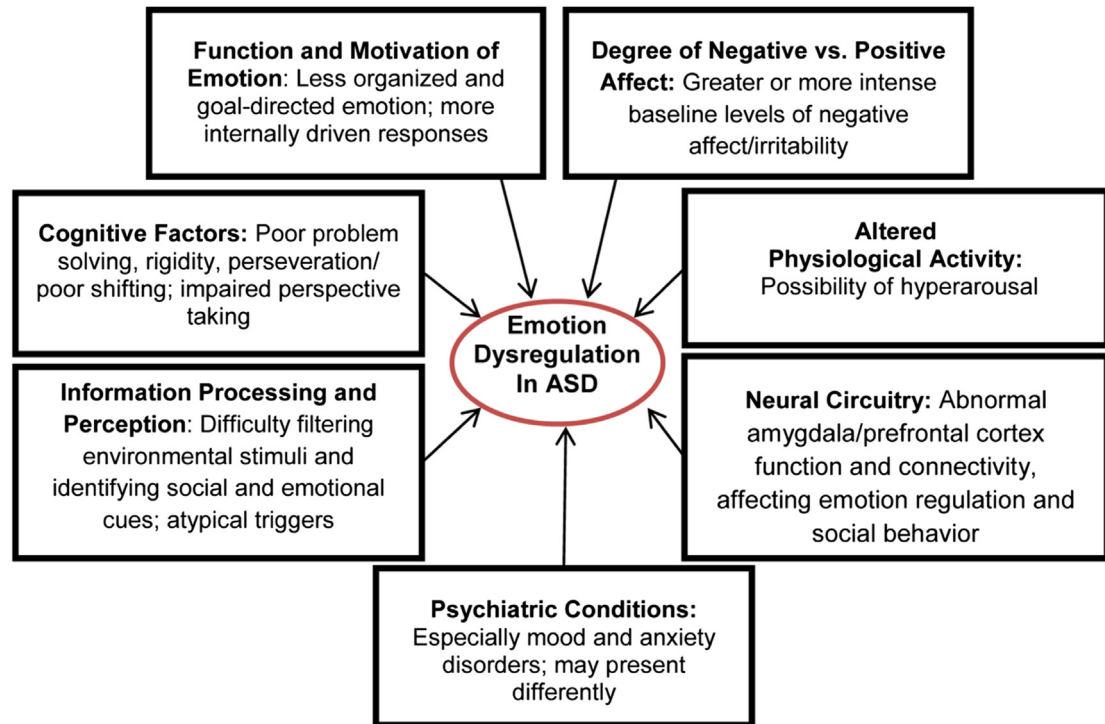 Function and Motivation of
Emotion: Less organized and
goal-directed emotion; more
internally driven responses
Degree of Negative vs. Positive
Affect: Greater or more intense
baseline levels of negative
affect/irritability
Cognitive Factors: Poor problem
solving, rigidity, perseveration/
poor shifting; impaired perspective
taking
Altered
Physiological Activity:
Possibility of hyperarousal
Emotion
Dysregulation
In ASD
Information Processing and
Perception: Difficulty filtering
environmental stimuli and
identifying social and emotional
cues; atypical triggers
Neural Circuitry: Abnormal
amygdala/prefrontal cortex
function and connectivity,
affecting emotion regulation and
social behavior
Psychiatric Conditions:
Especially mood and anxiety
disorders; may present
differently